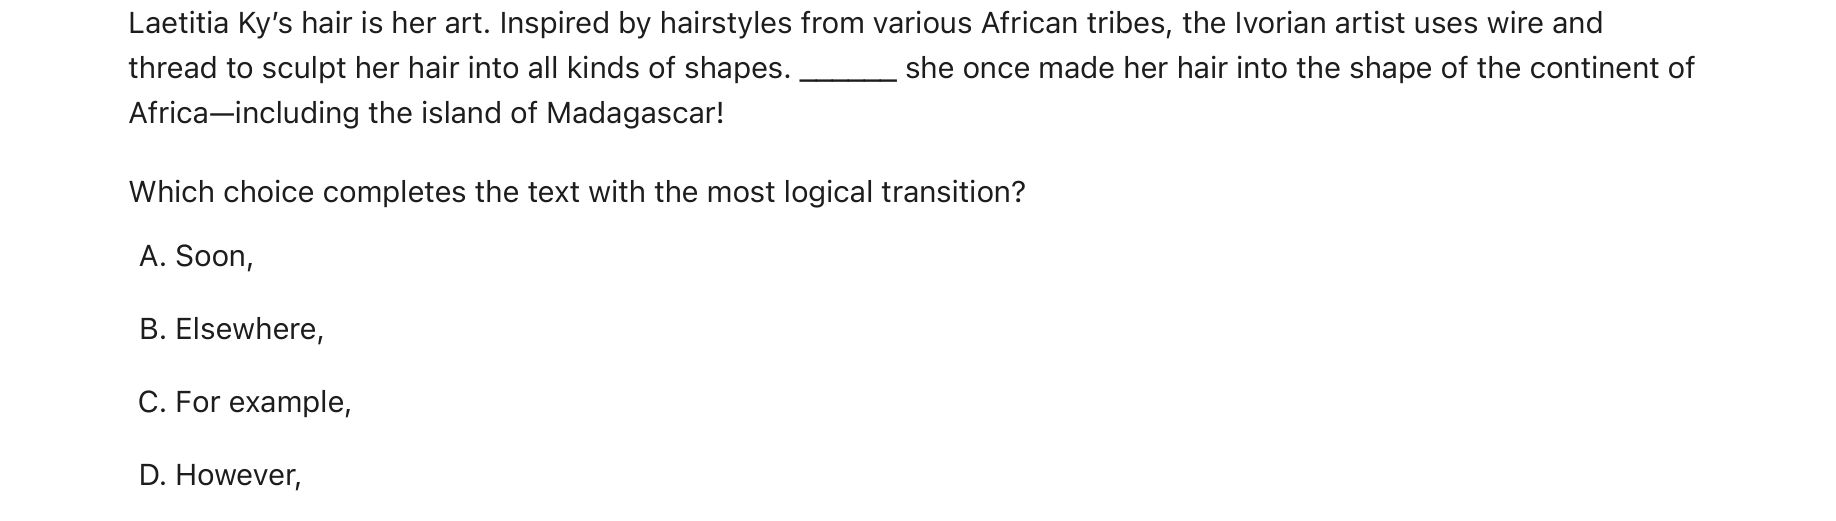 Laetitia Ky’s hair is her art. Inspired by hairstyles from various African tribes, the Ivorian artist uses wire and
thread to sculpt her hair into all kinds of shapes. ______ she once made her hair into the shape of the continent of
Africa—including the island of Madagascar!
Which choice completes the text with the most logical transition?
A. Soon,
B. Elsewhere,
C. For example,
D. However,